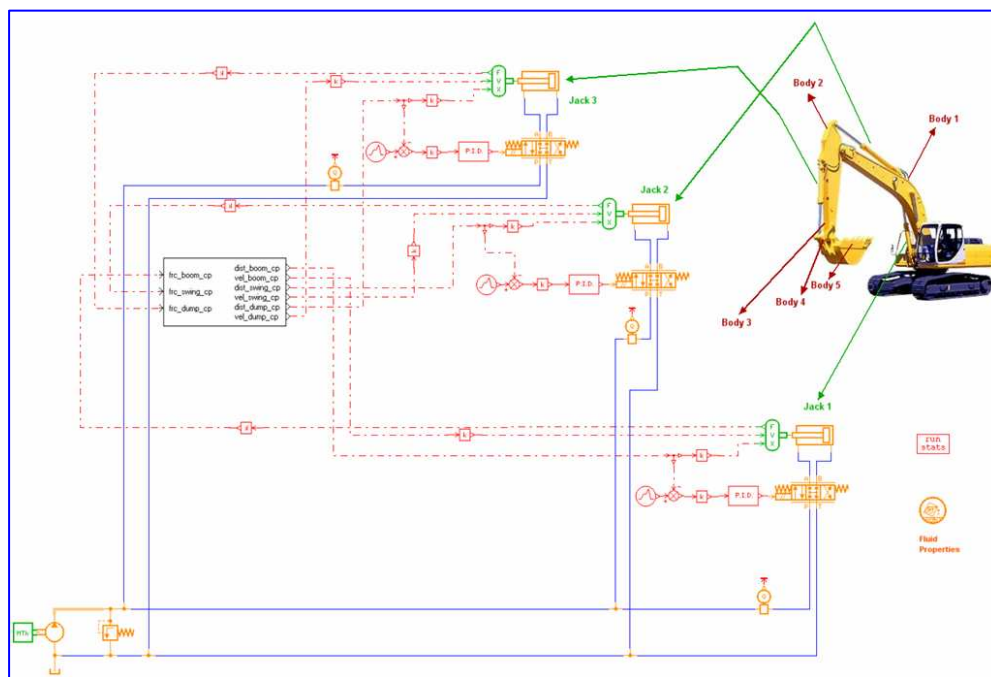 F
V
X
Jack 3
k
k
P.I.D.
k
A
B
P
T
Body 2
Body 1
F
V
X
Jack 2
k
k
P.I.D.
A
B
P
T
Body 5
Body 4
Body 3
frc_boom_cp
frc_swing_cp
frc_dump_cp
dist_boom_cp
vel_boom_cp
dist_swing_cp
vel_swing_cp
dist_dump_cp
vel_dump_cp
Jack 1
F
V
X
k
k
k
P.I.D.
A
B
P
T
run
stats
Fluid
Properties